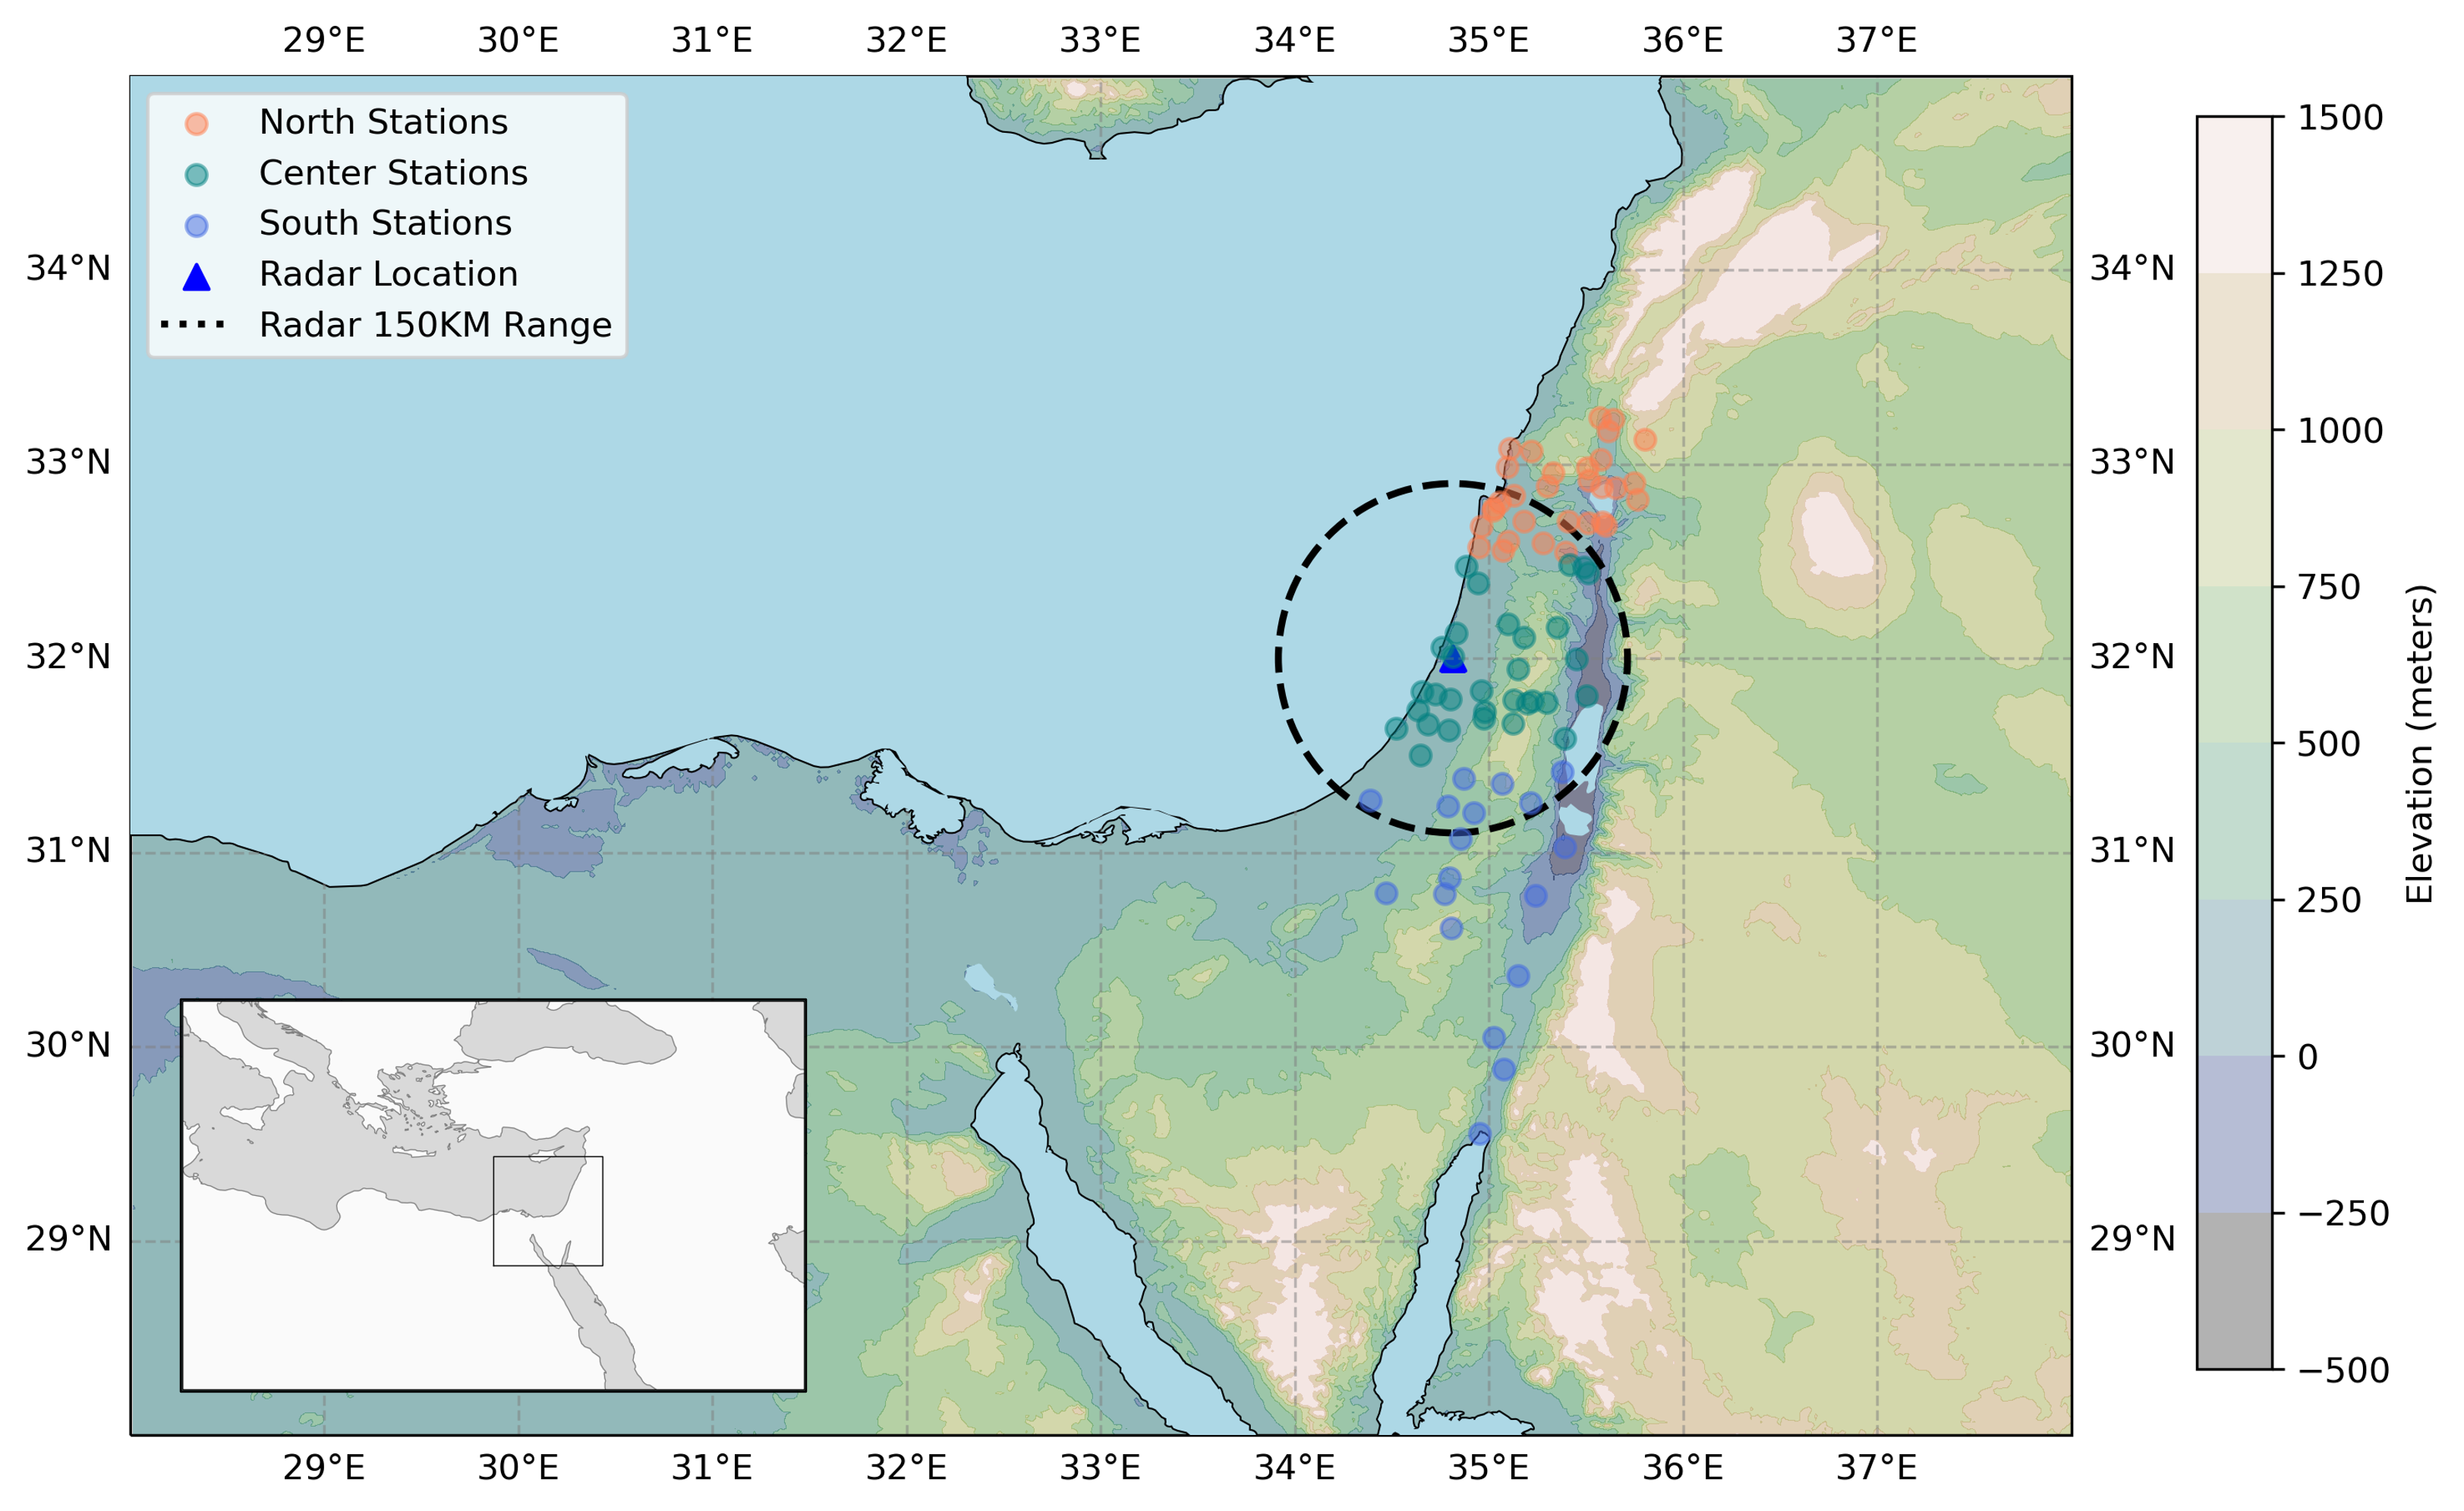 29°E 30°E 31°E 32°E 33°E 34°E 35°E 36°E 37°E
North Stations
Center Stations
South Stations
Radar Location
Radar 150KM Range
34°N
33°N
32°N
31°N
30°N
29°N
34°N
33°N
32°N
31°N
30°N
29°N
29°E 30°E 31°E 32°E 33°E 34°E 35°E 36°E 37°E
1500
1250
1000
750
500
250
0
−250
−500
Elevation (meters)